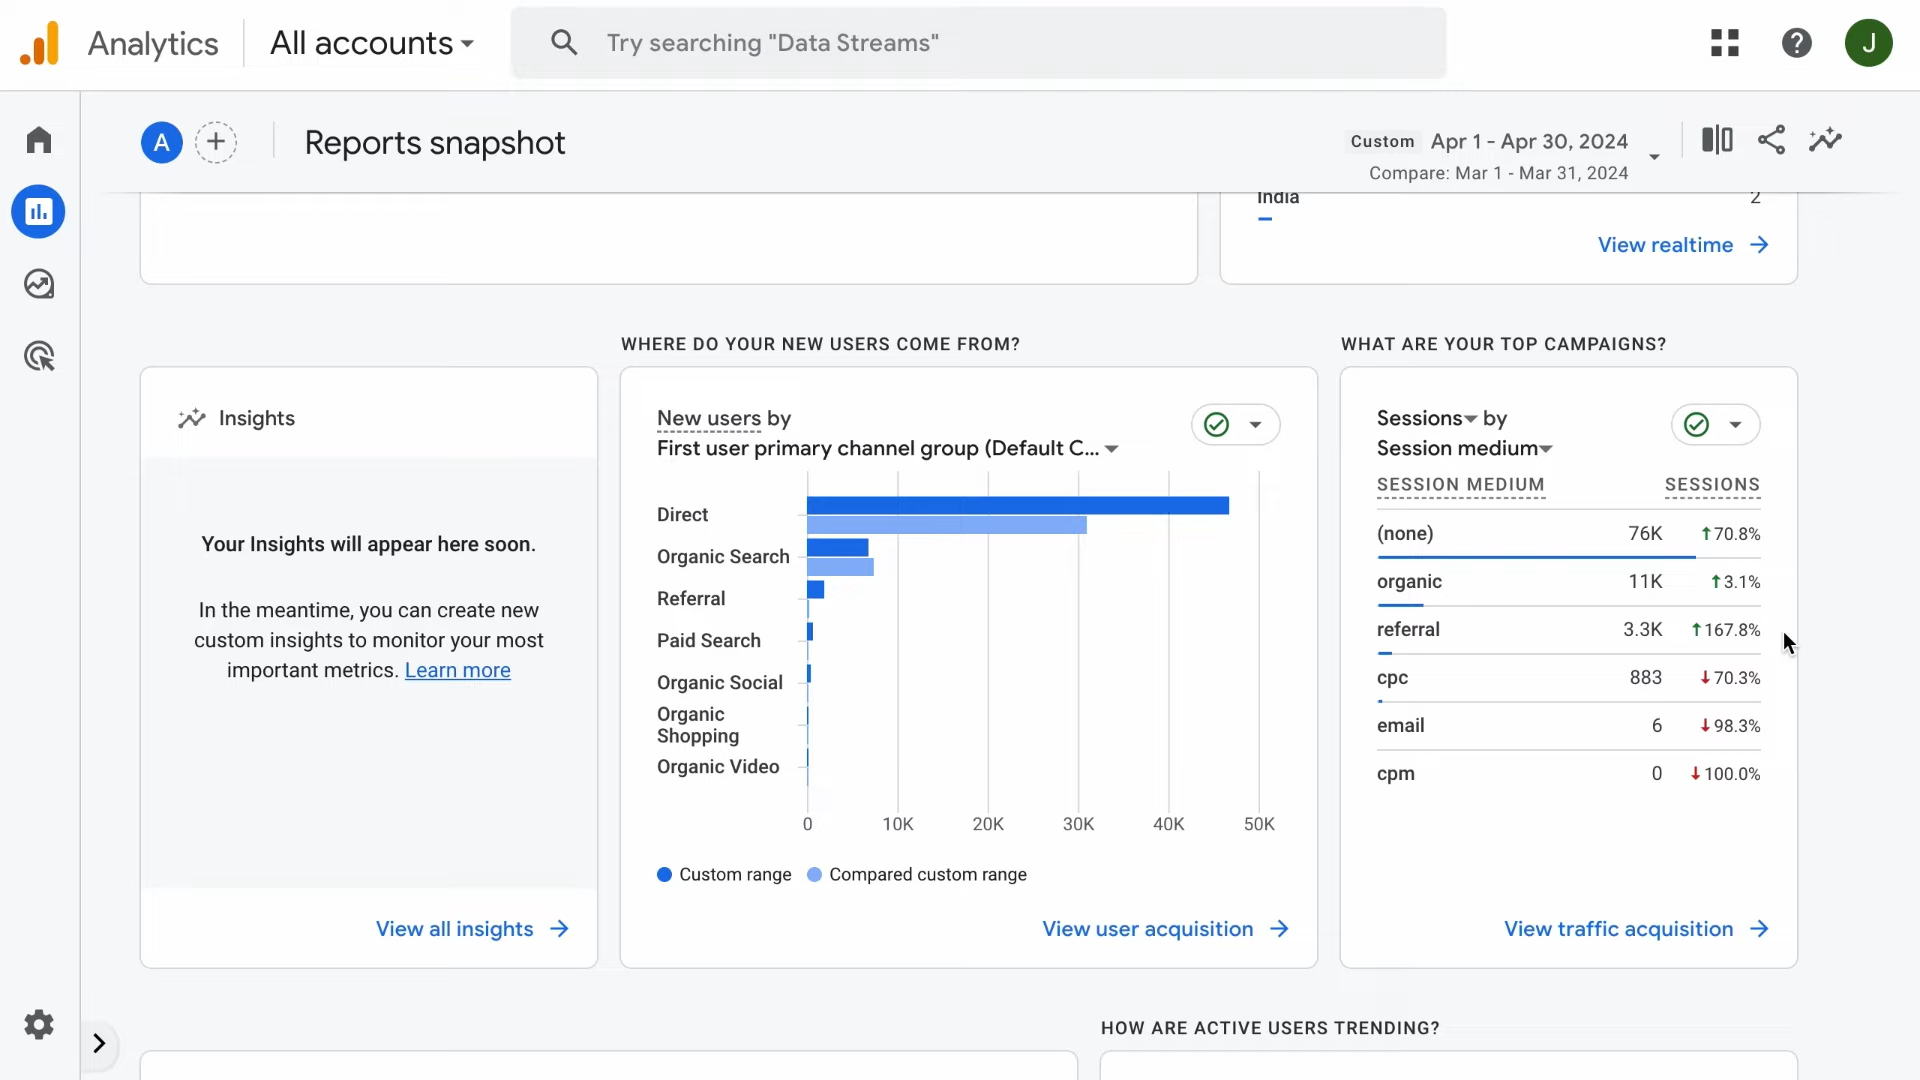 Analytics
All accounts
Try searching "Data Streams"
J
A
Reports snapshot
Custom Apr 1 - Apr 30, 2024
Compare: Mar 1 - Mar 31, 2024
India 2
View realtime
WHERE DO YOUR NEW USERS COME FROM?
WHAT ARE YOUR TOP CAMPAIGNS?
Insights
Your Insights will appear here soon.
In the meantime, you can create new
custom insights to monitor your most
important metrics. Learn more
View all insights
New users by
First user primary channel group (Default C...
Direct
Organic Search
Referral
Paid Search
Organic Social
Organic
Shopping
Organic Video
0 10K 20K 30K 40K 50K
Custom range Compared custom range
View user acquisition
Sessions by
Session medium
SESSION MEDIUM SESSIONS
(none) 76K ↑70.8%
organic 11K ↑3.1%
referral 3.3K ↑167.8%
cpc 883 ↓70.3%
email 6 ↓98.3%
cpm 0 ↓100.0%
View traffic acquisition
HOW ARE ACTIVE USERS TRENDING?